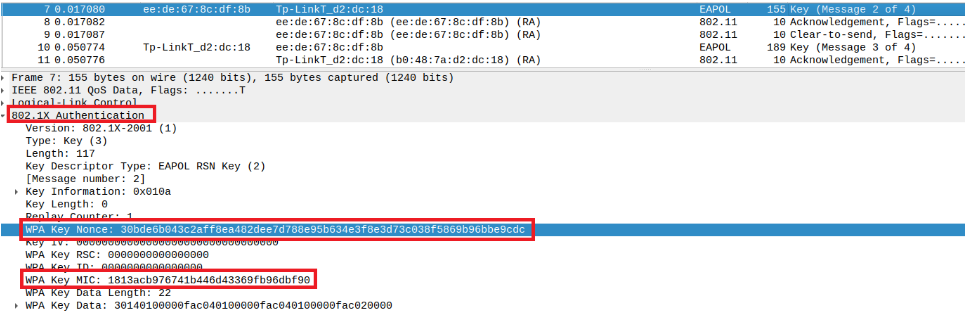 7 0.017080 ee:de:67:8c:df:8b Tp-LinkT_d2:dc:18 EAPOL 155 Key (Message 2 of 4)
8 0.017082 ee:de:67:8c:df:8b (ee:de:67:8c:df:8b) (RA) 802.11 10 Acknowledgement, Flags=.....
9 0.017087 ee:de:67:8c:df:8b (ee:de:67:8c:df:8b) (RA) 802.11 10 Clear-to-send, Flags=.......
10 0.050774 Tp-LinkT_d2:dc:18 ee:de:67:8c:df:8b EAPOL 189 Key (Message 3 of 4)
11 0.050776 Tp-LinkT_d2:dc:18 (b0:48:7a:d2:dc:18) (RA) 802.11 10 Acknowledgement, Flags=.....
Frame 7: 155 bytes on wire (1240 bits), 155 bytes captured (1240 bits)
IEEE 802.11 QoS Data, Flags: .......T
Logical-Link Control
802.1X Authentication
Version: 802.1X-2001 (1)
Type: Key (3)
Length: 117
Key Descriptor Type: EAPOL RSN Key (2)
[Message number: 2]
Key Information: 0x010a
Key Length: 0
Replay Counter: 1
WPA Key Nonce: 30bde6b043c2aff8ea482dee7d788e95b634e3f8e3d73c038f5869b96bbe9cdc
Key IV: 00000000000000000000000000000000
WPA Key RSC: 0000000000000000
WPA Key ID: 0000000000000000
WPA Key MIC: 1813acb976741b446d43369fb96dbf90
WPA Key Data Length: 22
WPA Key Data: 30140100000fac040100000fac040100000fac020000